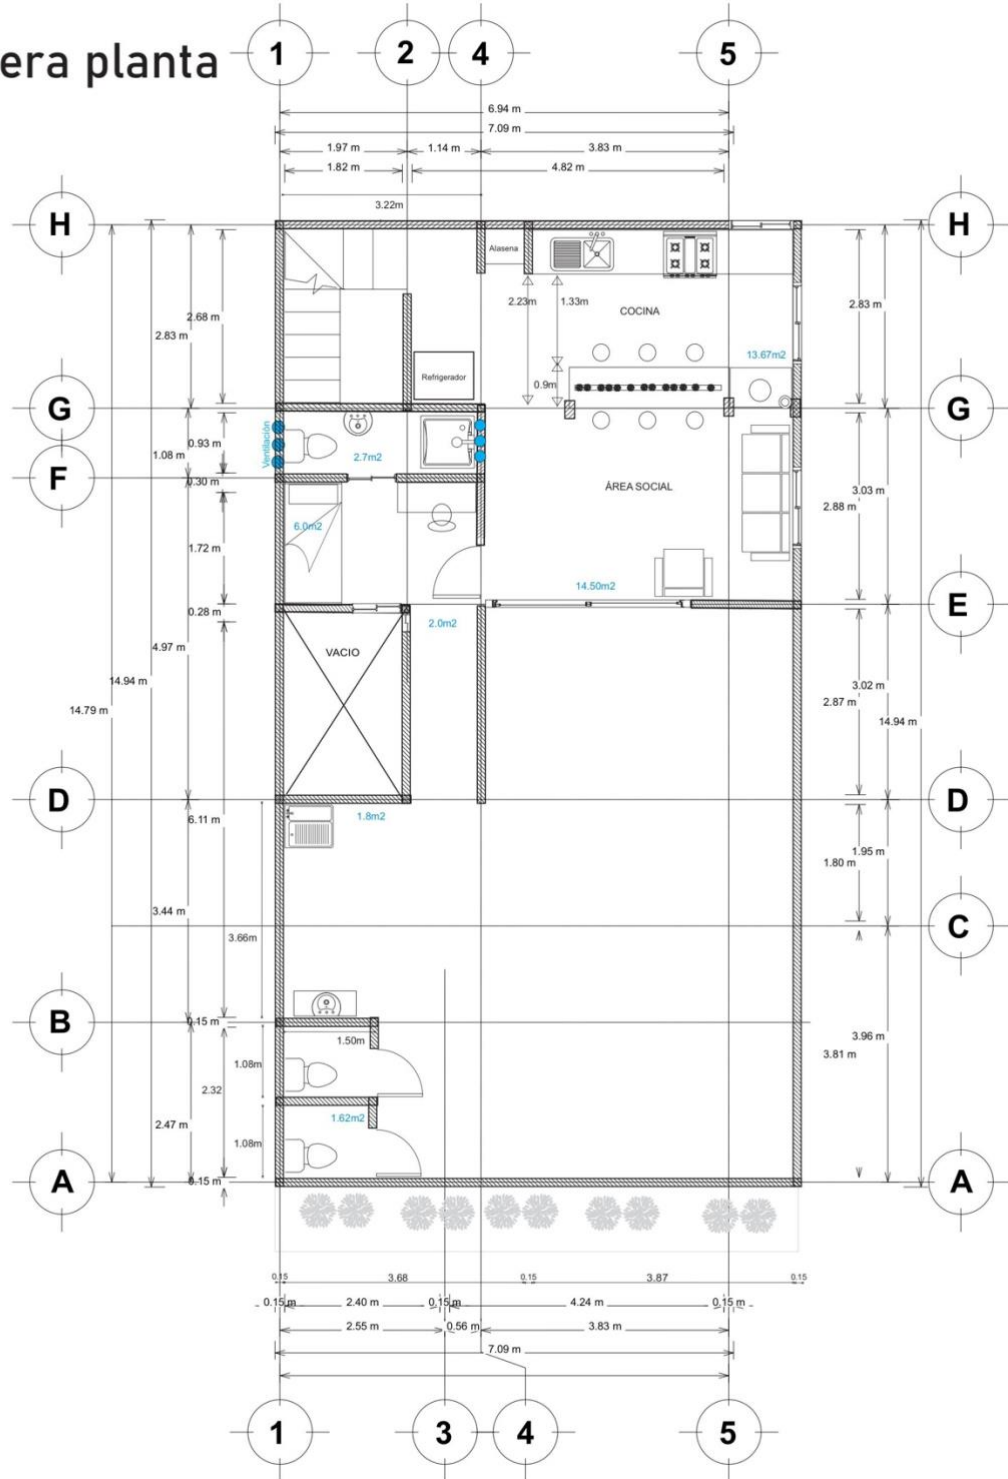 era planta
1
2
4
5
6.94 m
7.09 m
1.97 m
1.14 m
3.83 m
1.82 m
4.82 m
3.22m
H
H
Alasena
2.23m
1.33m
COCINA
2.83 m
2.68 m
2.83 m
13.67m2
Refrigerador
0.9m
G
G
Ventilación
0.93 m
1.08 m
2.7m2
0.30 m
F
ÁREA SOCIAL
3.03 m
2.88 m
6.0m2
1.72 m
14.50m2
0.28 m
E
2.0m2
4.97 m
VACIO
14.94 m
14.79 m
3.02 m
2.87 m
14.94 m
D
D
6.11 m
1.8m2
1.95 m
1.80 m
3.44 m
3.66m
C
B
0.15 m
1.50m
3.96 m
3.81 m
1.08m
2.32
1.62m2
2.47 m
1.08m
A
0.15 m
A
0.15
3.68
0.15
3.87
0.15
0.15 m
2.40 m
0.15 m
4.24 m
0.15 m
2.55 m
0.56 m
3.83 m
7.09 m
1
3
4
5